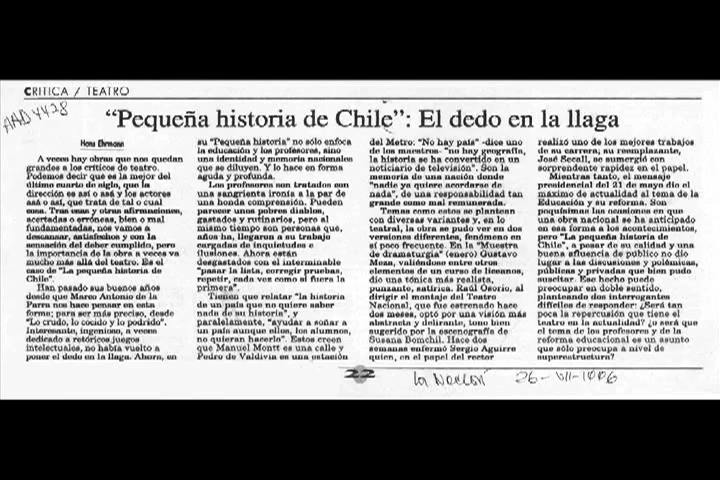 CRITICA / TEATRO
AAD 4428
"Pequeña historia de Chile": El dedo en la llaga
Hans Ehrmann
A veces hay obras que nos quedan
grandes a los críticos de teatro.
Podemos decir que es la mejor del
último cuarto de siglo, que la
dirección es así o asá y los actores
asá o así, que trata de tal o cual
cosa. Tras esas y otras afirmaciones,
acertadas o erróneas, bien o mal
fundamentadas, nos vamos a
descansar, satisfechos y con la
sensación del deber cumplido, pero
la importancia de la obra a veces va
mucho más allá del teatro. Es el
caso de "La pequeña historia de
Chile".
Han pasado sus buenos años
desde que Marco Antonio de la
Parra nos hace pensar en esta
forma; para ser más preciso, desde
"Lo crudo, lo cocido y lo podrido".
Interesante, ingenioso, a veces
dedicado a retóricos juegos
intelectuales, no había vuelto a
poner el dedo en la llaga. Ahora, en
su "Pequeña historia" no sólo enfoca
la educación y los profesores, sino
una identidad y memoria nacionales
que se diluyen. Y lo hace en forma
aguda y profunda.
Los profesores son tratados con
una sangrienta ironía a la par de
una honda comprensión. Pueden
parecer unos pobres diablos,
gastados y rutinarios, pero al
mismo tiempo son personas que,
años ha, llegaron a su trabajo
cargadas de inquietudes e
ilusiones. Ahora están
desgastados con el interminable
"pasar la lista, corregir pruebas,
repetir, cada vez como si fuera la
primera".
Tienen que relatar "la historia
de un país que no quiere saber
nada de su historia", y
paralelamente, "ayudar a soñar a
un país aunque ellos, los alumnos,
no quieran hacerlo". Estos creen
que Manuel Montt es una calle y
Pedro de Valdivia es una estación
del Metro: "No hay país" -dice uno
de los maestros- "no hay geografía,
la historia se ha convertido en un
noticiario de televisión". Son la
memoria de una nación donde
"nadie ya quiere acordarse de
nada", de una responsabilidad tan
grande como mal remunerada.
Temas como estos se plantean
con diversas variantes y, en lo
teatral, la obra se pudo ver en dos
versiones diferentes, fenómeno en
sí poco frecuente. En la "Muestra
de dramaturgia" (enero) Gustavo
Meza, valiéndose entre otros
elementos de un curso de liceanos,
dio una tónica más realista,
punzante, satírica. Raúl Osorio, al
dirigir el montaje del Teatro
Nacional, que fue estrenado hace
dos meses, optó por una visión más
abstracta y delirante, tono bien
sugerido por la escenografía de
Susana Bomchil. Hace dos
semanas enfermó Sergio Aguirre
quien, en el papel del rector
realizó uno de los mejores trabajos
de su carrera; su reemplazante,
José Secall, se sumergió con
sorprendente rapidez en el papel.
Mientras tanto, el mensaje
presidencial del 21 de mayo dio el
máximo de actualidad al tema de la
Educación y su reforma. Son
poquísimas las ocasiones en que
una obra nacional se ha anticipado
en esa forma a los acontecimientos,
pero "La pequeña historia de
Chile", a pesar de su calidad y una
buena afluencia de público no dio
lugar a las discusiones y polémicas,
públicas y privadas que bien pudo
suscitar. Ese hecho puede
preocupar en doble sentido,
planteando dos interrogantes
difíciles de responder: ¿Será tan
poca la repercusión que tiene el
teatro en la actualidad? ¿o será que
el tema de los profesores y de la
reforma educacional es un asunto
que sólo preocupa a nivel de
superestructura?
22
La Nación 26-VII-1996